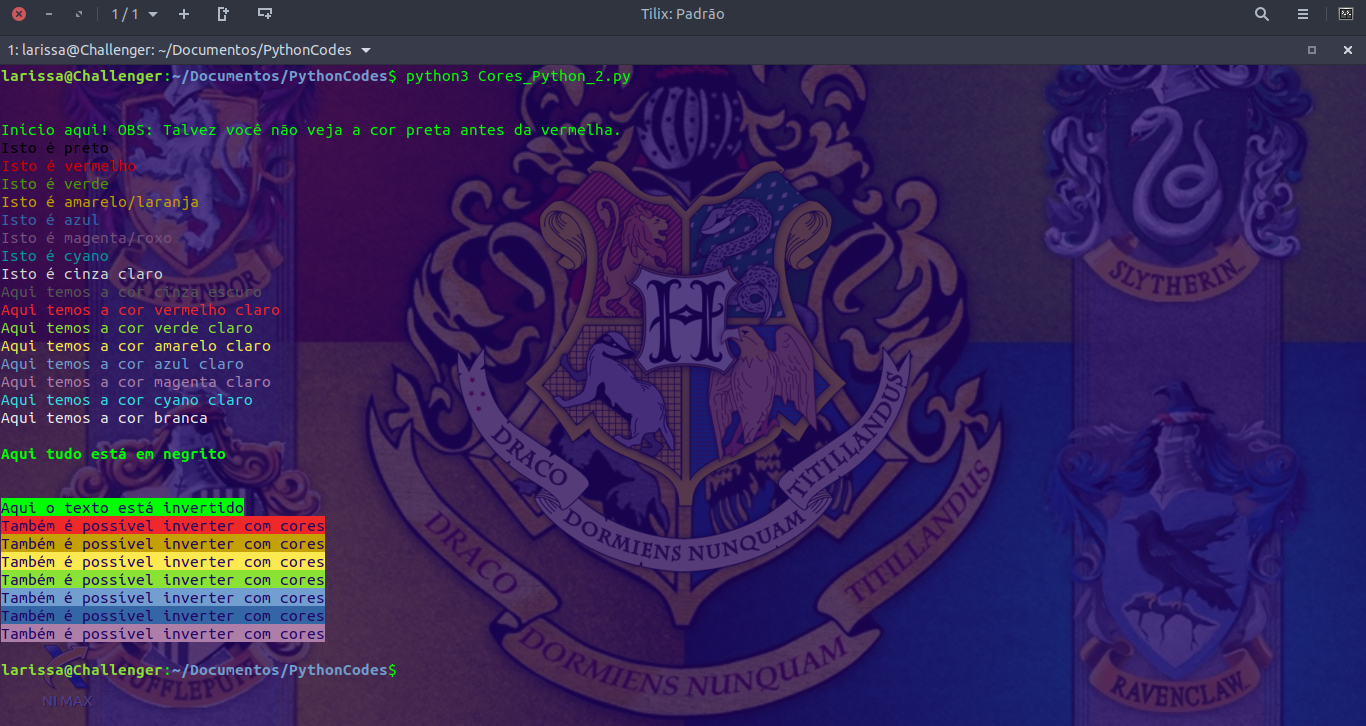 1 / 1
Tilix: Padrão
1: larissa@Challenger: ~/Documentos/PythonCodes
larissa@Challenger:~/Documentos/PythonCodes$ python3 Cores_Python_2.py
Início aqui! OBS: Talvez você não veja a cor preta antes da vermelha.
Isto é preto
Isto é vermelho
Isto é verde
Isto é amarelo/laranja
Isto é azul
Isto é magenta/roxo
Isto é cyano
Isto é cinza claro
Aqui temos a cor cinza escuro
Aqui temos a cor vermelho claro
Aqui temos a cor verde claro
Aqui temos a cor amarelo claro
Aqui temos a cor azul claro
Aqui temos a cor magenta claro
Aqui temos a cor cyano claro
Aqui temos a cor branca
Aqui tudo está em negrito
Aqui o texto está invertido
Também é possível inverter com cores
Também é possível inverter com cores
Também é possível inverter com cores
Também é possível inverter com cores
Também é possível inverter com cores
Também é possível inverter com cores
Também é possível inverter com cores
larissa@Challenger:~/Documentos/PythonCodes$
NI MAX
SLYTHERIN
H
DRACO
DORMIENS NUNQUAM
TITILLANDUS
DRACO
DORMIENS NUNQUAM
TITILLANDUS
RAVENCLAW